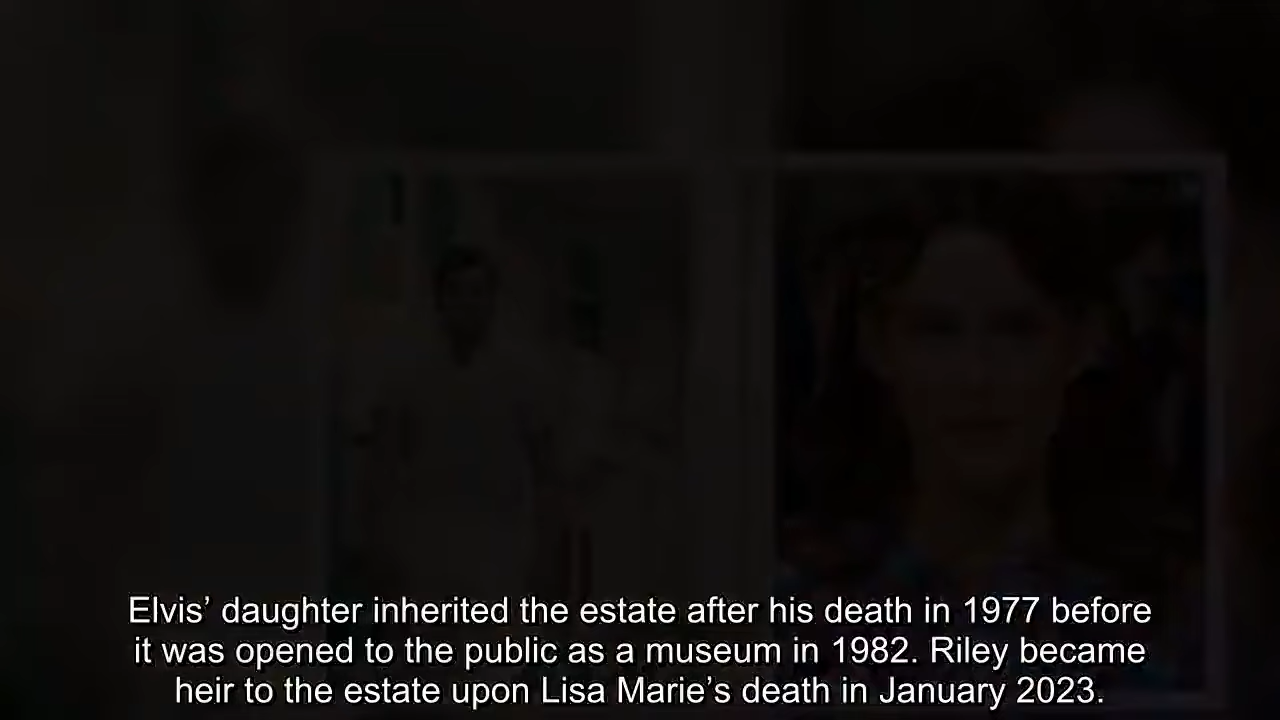 Elvis’ daughter inherited the estate after his death in 1977 before
it was opened to the public as a museum in 1982. Riley became
heir to the estate upon Lisa Marie’s death in January 2023.